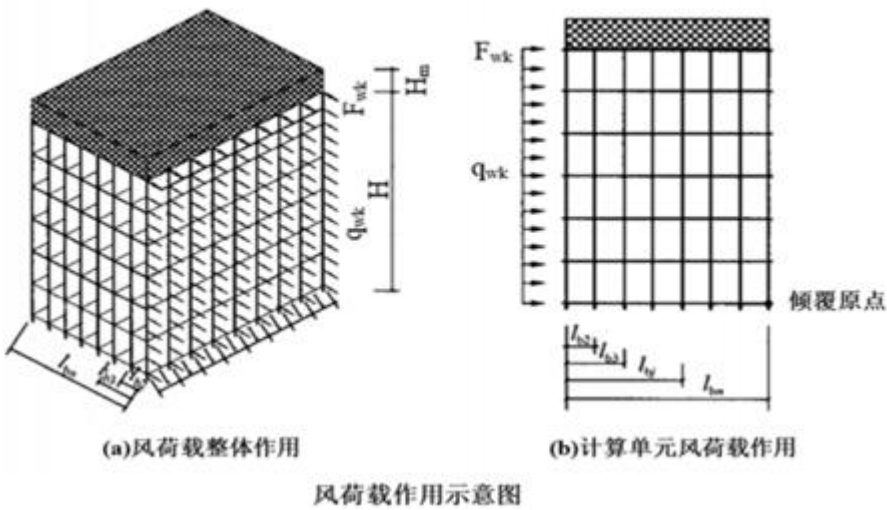 F_wk
H_m
H
q_wk
l_bn
l_b3
l_b2
F_wk
q_wk
倾覆原点
l_b2
l_b3
l_bj
l_bn
(a)风荷载整体作用
(b)计算单元风荷载作用
风荷载作用示意图